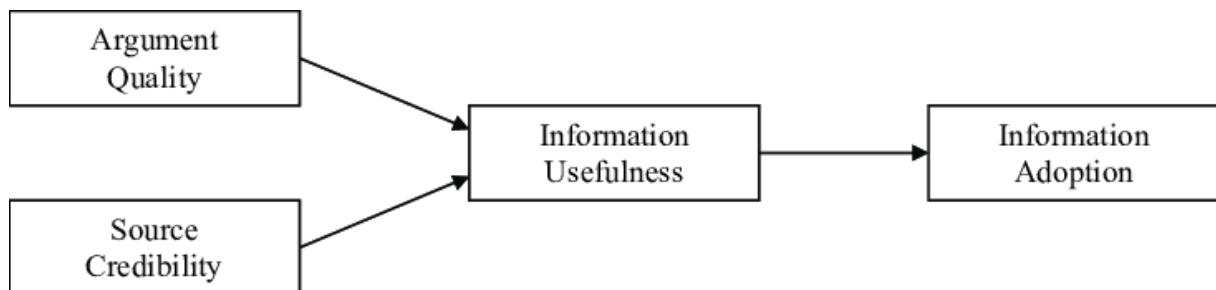 Argument
Quality
Source
Credibility
Information
Usefulness
Information
Adoption